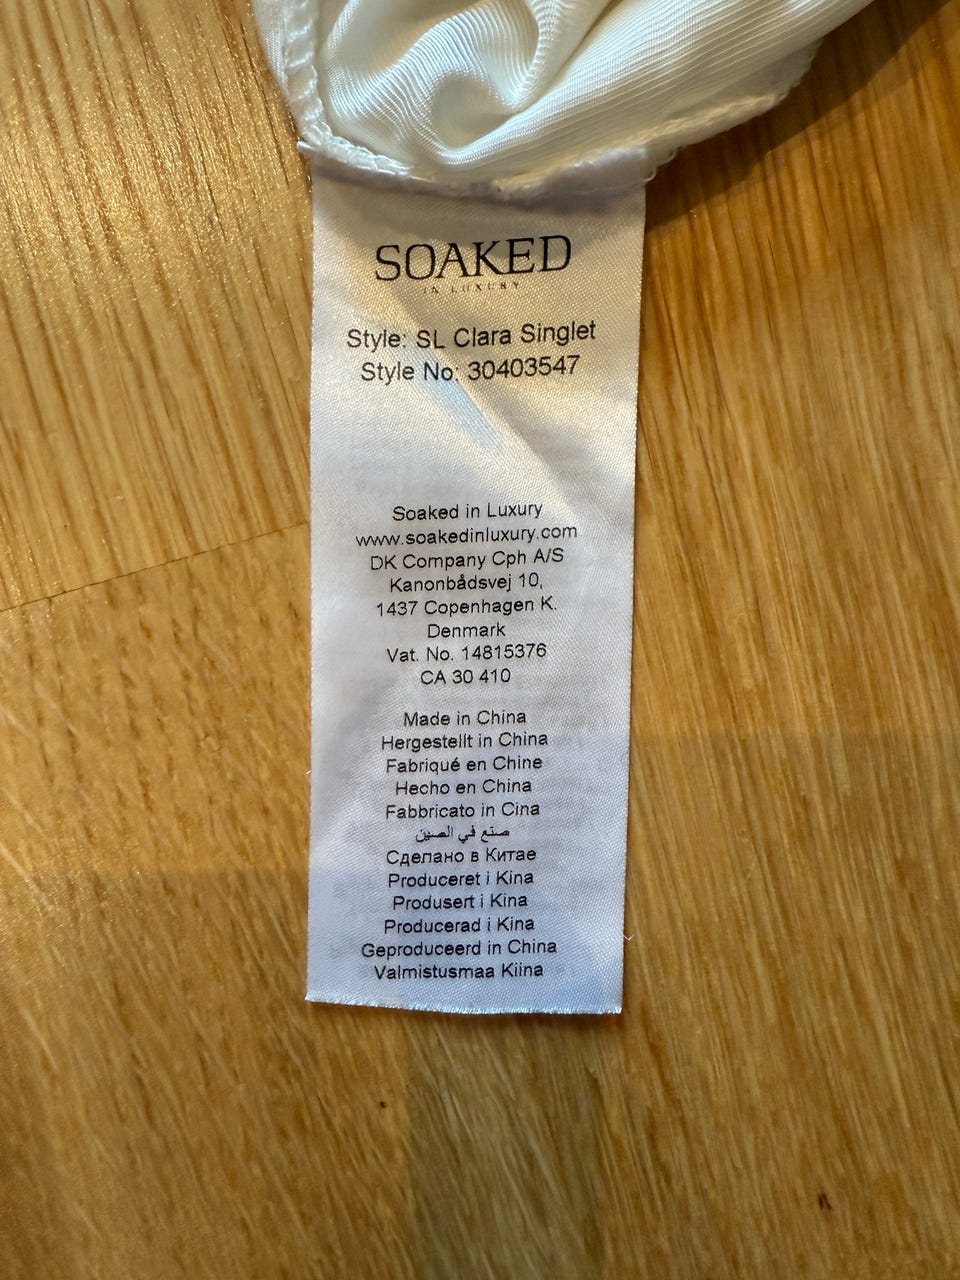 SOAKED
IN LUXURY
Style: SL Clara Singlet
Style No: 30403547
Soaked in Luxury
www.soakedinluxury.com
DK Company Cph A/S
Kanonbådsvej 10,
1437 Copenhagen K.
Denmark
Vat. No. 14815376
CA 30 410
Made in China
Hergestellt in China
Fabriqué en Chine
Hecho en China
Fabbricato in Cina
صنع في الصين
Сделано в Китае
Produceret i Kina
Produsert i Kina
Producerad i Kina
Geproduceerd in China
Valmistusmaa Kiina